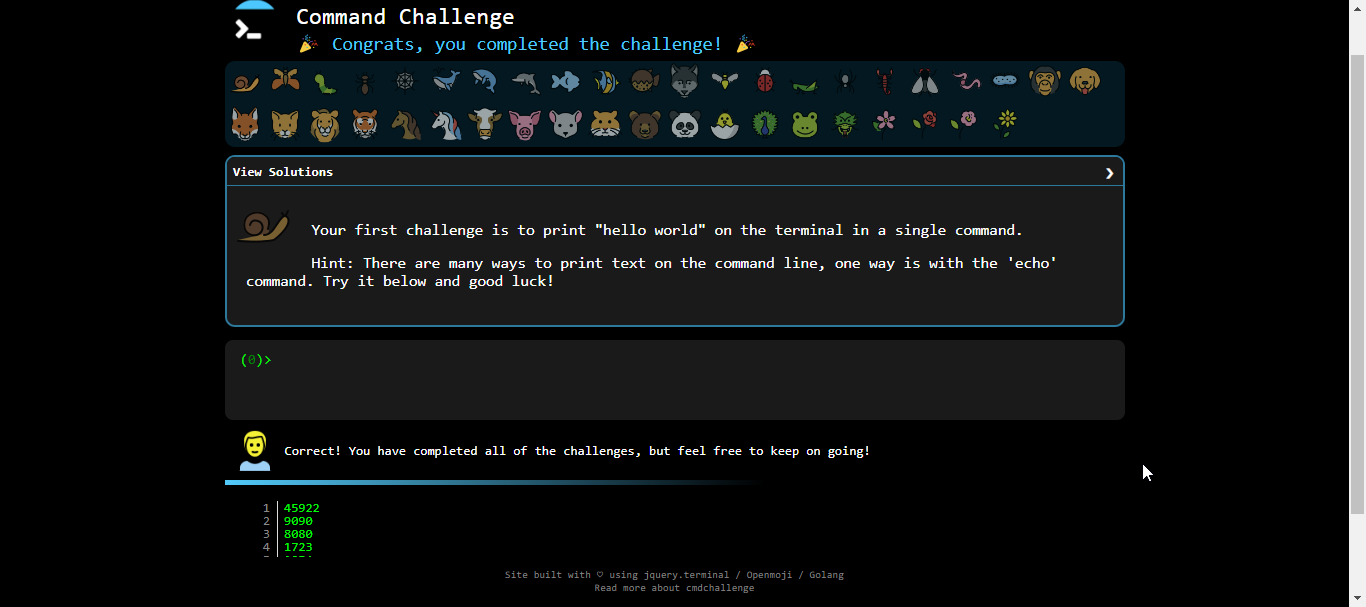 Command Challenge
🎉 Congrats, you completed the challenge! 🎉
View Solutions ❯
Your first challenge is to print "hello world" on the terminal in a single command.
Hint: There are many ways to print text on the command line, one way is with the 'echo'
command. Try it below and good luck!
(0)>
Correct! You have completed all of the challenges, but feel free to keep on going!
1 45922
2 9090
3 8080
4 1723
Site built with ♡ using jquery.terminal / Openmoji / Golang
Read more about cmdchallenge